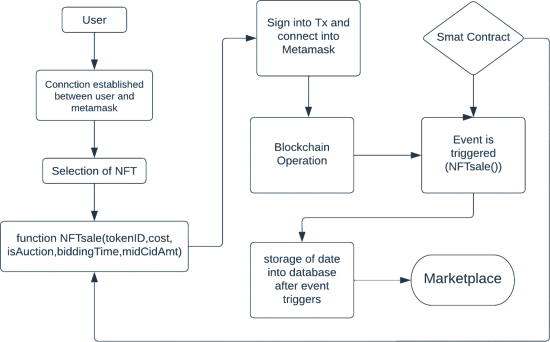 User
Connction established
between user and
metamask
Selection of NFT
function NFTsale(tokenID,cost,
isAuction,biddingTime,midCidAmt)
Sign into Tx and
connect into
Metamask
Blockchain
Operation
Smat Contract
Event is
triggered
(NFTsale())
storage of date
into database
after event
triggers
Marketplace